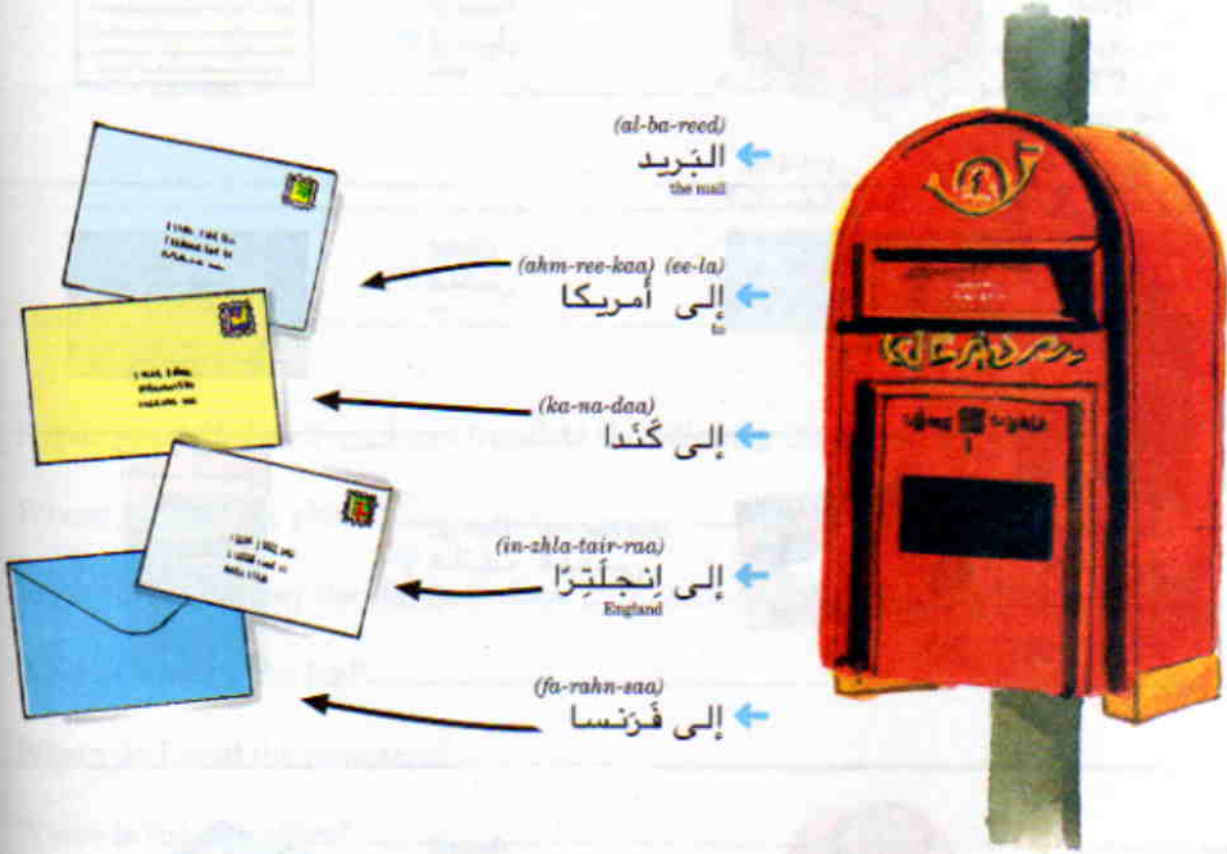 (al-ba-reed)
البَريد
the mail
(ahm-ree-kaa) (ee-la)
إلى أمريكا
to
(ka-na-daa)
إلى كَنَدا
(in-zhla-tair-raa)
إلى اِنجِلَتِرّا
England
(fa-rahn-saa)
إلى فَرَنسا